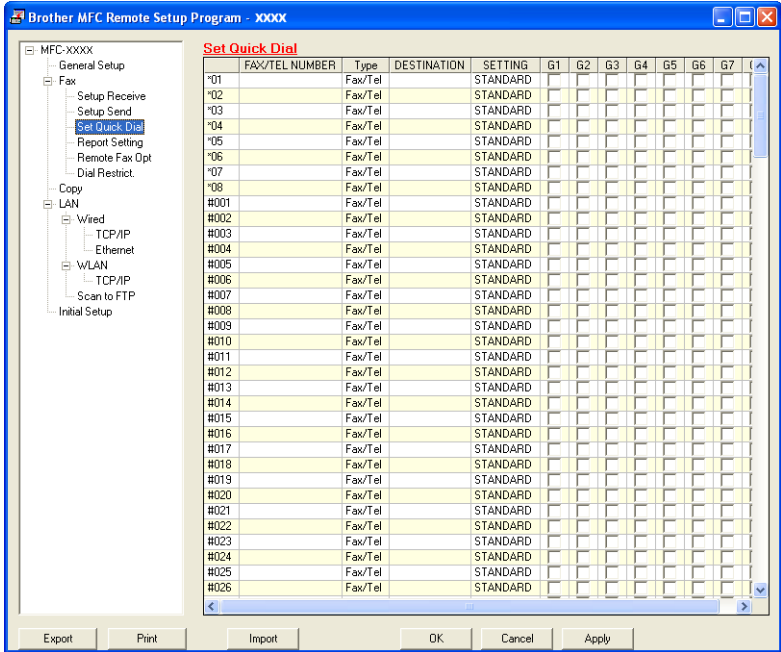 Brother MFC Remote Setup Program - XXXX
MFC-XXXX
General Setup
Fax
Setup Receive
Setup Send
Set Quick Dial
Report Setting
Remote Fax Opt
Dial Restrict.
Copy
LAN
Wired
TCP/IP
Ethernet
WLAN
TCP/IP
Scan to FTP
Initial Setup
Set Quick Dial
FAX/TEL NUMBER Type DESTINATION SETTING G1 G2 G3 G4 G5 G6 G7
*01 Fax/Tel STANDARD
*02 Fax/Tel STANDARD
*03 Fax/Tel STANDARD
*04 Fax/Tel STANDARD
*05 Fax/Tel STANDARD
*06 Fax/Tel STANDARD
*07 Fax/Tel STANDARD
*08 Fax/Tel STANDARD
#001 Fax/Tel STANDARD
#002 Fax/Tel STANDARD
#003 Fax/Tel STANDARD
#004 Fax/Tel STANDARD
#005 Fax/Tel STANDARD
#006 Fax/Tel STANDARD
#007 Fax/Tel STANDARD
#008 Fax/Tel STANDARD
#009 Fax/Tel STANDARD
#010 Fax/Tel STANDARD
#011 Fax/Tel STANDARD
#012 Fax/Tel STANDARD
#013 Fax/Tel STANDARD
#014 Fax/Tel STANDARD
#015 Fax/Tel STANDARD
#016 Fax/Tel STANDARD
#017 Fax/Tel STANDARD
#018 Fax/Tel STANDARD
#019 Fax/Tel STANDARD
#020 Fax/Tel STANDARD
#021 Fax/Tel STANDARD
#022 Fax/Tel STANDARD
#023 Fax/Tel STANDARD
#024 Fax/Tel STANDARD
#025 Fax/Tel STANDARD
#026 Fax/Tel STANDARD
Export Print Import OK Cancel Apply